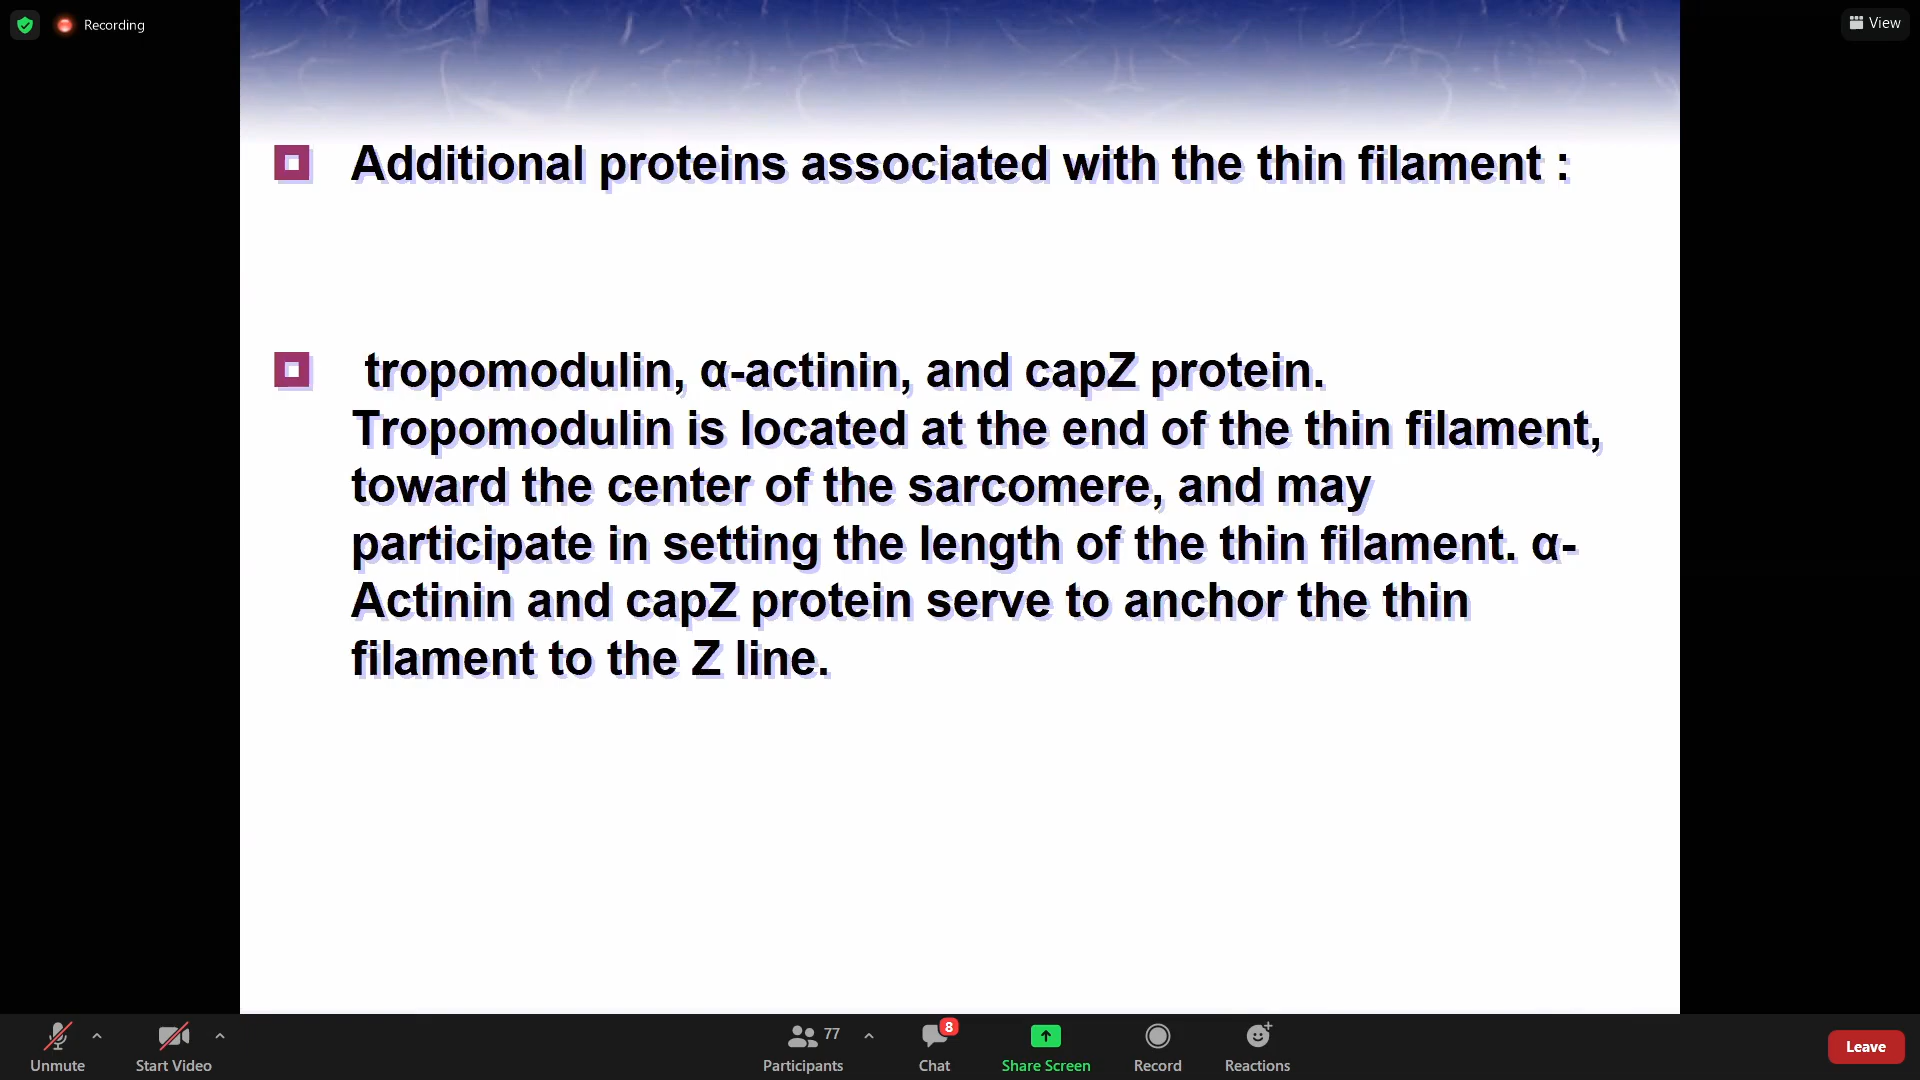 Recording
View
Additional proteins associated with the thin filament :
tropomodulin, α-actinin, and capZ protein.
Tropomodulin is located at the end of the thin filament,
toward the center of the sarcomere, and may
participate in setting the length of the thin filament. α-
Actinin and capZ protein serve to anchor the thin
filament to the Z line.
77
8
Unmute
Start Video
Participants
Chat
Share Screen
Record
Reactions
Leave